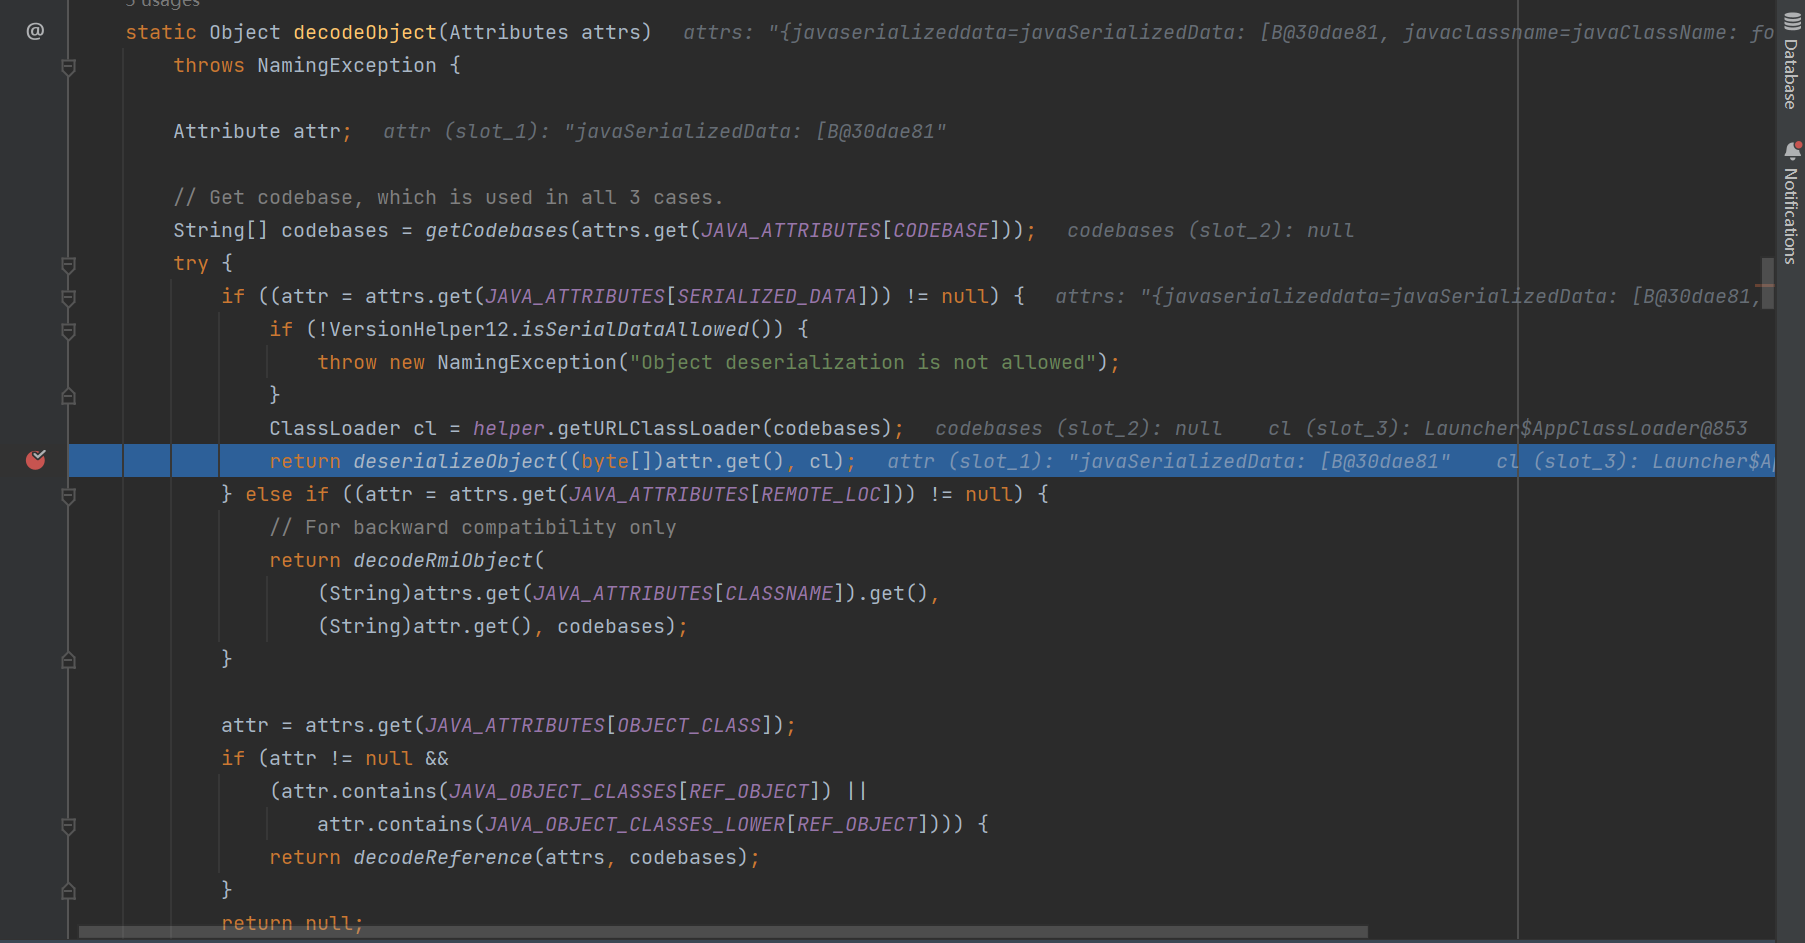 5 usages
@
static Object decodeObject(Attributes attrs)   attrs: "{javaserializeddata=javaSerializedData: [B@30dae81, javaclassname=javaClassName: fo
throws NamingException {
Attribute attr;   attr (slot_1): "javaSerializedData: [B@30dae81"
// Get codebase, which is used in all 3 cases.
String[] codebases = getCodebases(attrs.get(JAVA_ATTRIBUTES[CODEBASE]));   codebases (slot_2): null
try {
if ((attr = attrs.get(JAVA_ATTRIBUTES[SERIALIZED_DATA])) != null) {   attrs: "{javaserializeddata=javaSerializedData: [B@30dae81,
if (!VersionHelper12.isSerialDataAllowed()) {
throw new NamingException("Object deserialization is not allowed");
}
ClassLoader cl = helper.getURLClassLoader(codebases);   codebases (slot_2): null    cl (slot_3): Launcher$AppClassLoader@853
return deserializeObject((byte[])attr.get(), cl);   attr (slot_1): "javaSerializedData: [B@30dae81"    cl (slot_3): Launcher$Ap
} else if ((attr = attrs.get(JAVA_ATTRIBUTES[REMOTE_LOC])) != null) {
// For backward compatibility only
return decodeRmiObject(
(String)attrs.get(JAVA_ATTRIBUTES[CLASSNAME]).get(),
(String)attr.get(), codebases);
}
attr = attrs.get(JAVA_ATTRIBUTES[OBJECT_CLASS]);
if (attr != null &&
(attr.contains(JAVA_OBJECT_CLASSES[REF_OBJECT]) ||
attr.contains(JAVA_OBJECT_CLASSES_LOWER[REF_OBJECT]))) {
return decodeReference(attrs, codebases);
}
return null;
Database
Notifications